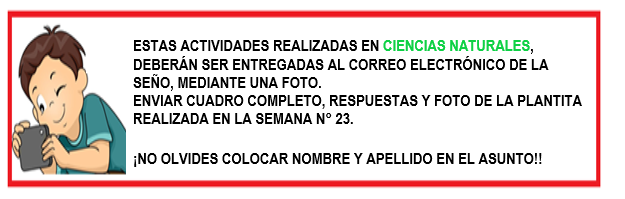 ESTAS ACTIVIDADES REALIZADAS EN CIENCIAS NATURALES,
DEBERÁN SER ENTREGADAS AL CORREO ELECTRÓNICO DE LA
SEÑO, MEDIANTE UNA FOTO.
ENVIAR CUADRO COMPLETO, RESPUESTAS Y FOTO DE LA PLANTITA
REALIZADA EN LA SEMANA N° 23.
¡NO OLVIDES COLOCAR NOMBRE Y APELLIDO EN EL ASUNTO!!